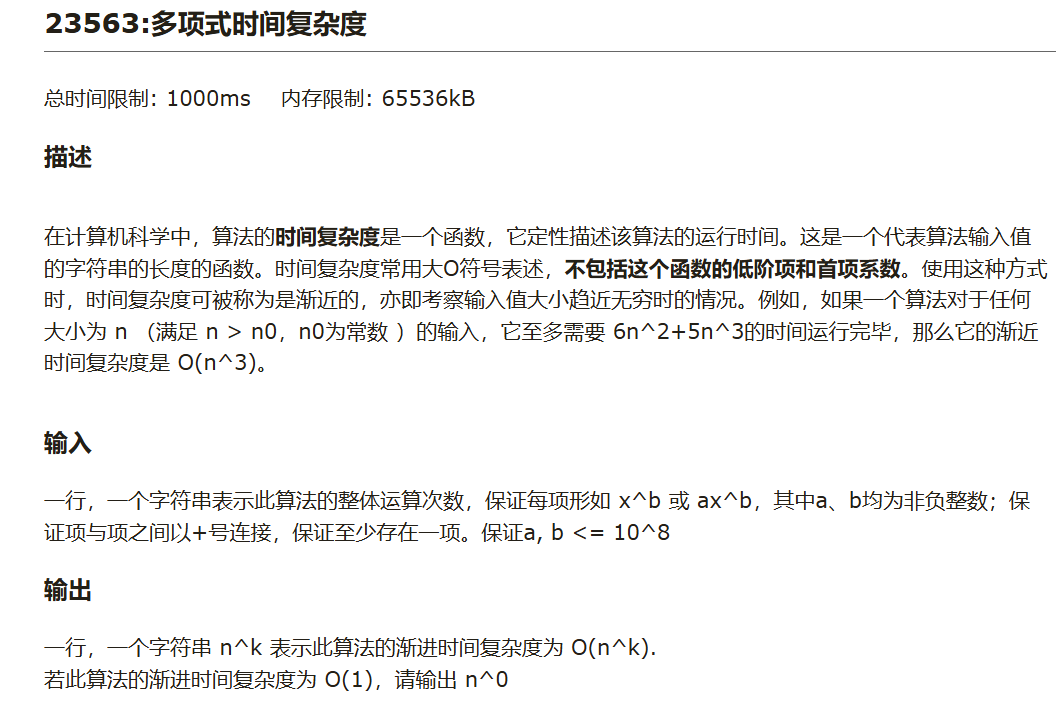 23563:多项式时间复杂度
总时间限制: 1000ms 内存限制: 65536kB
描述
在计算机科学中，算法的时间复杂度是一个函数，它定性描述该算法的运行时间。这是一个代表算法输入值
的字符串的长度的函数。时间复杂度常用大O符号表述，不包括这个函数的低阶项和首项系数。使用这种方式
时，时间复杂度可被称为是渐近的，亦即考察输入值大小趋近无穷时的情况。例如，如果一个算法对于任何
大小为 n （满足 n > n0，n0为常数 ）的输入，它至多需要 6n^2+5n^3的时间运行完毕，那么它的渐近
时间复杂度是 O(n^3)。
输入
一行，一个字符串表示此算法的整体运算次数，保证每项形如 x^b 或 ax^b，其中a、b均为非负整数；保
证项与项之间以+号连接，保证至少存在一项。保证a, b <= 10^8
输出
一行，一个字符串 n^k 表示此算法的渐进时间复杂度为 O(n^k).
若此算法的渐进时间复杂度为 O(1)，请输出 n^0